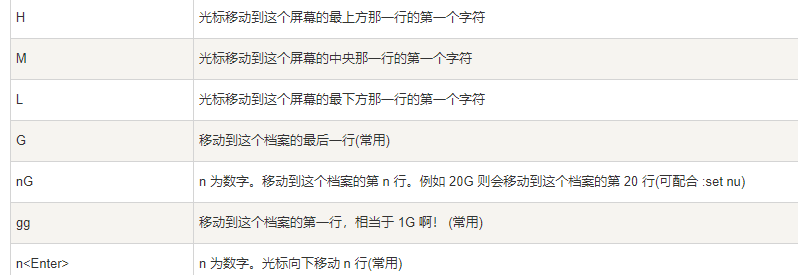 H 光标移动到这个屏幕的最上方那一行的第一个字符
M 光标移动到这个屏幕的中央那一行的第一个字符
L 光标移动到这个屏幕的最下方那一行的第一个字符
G 移动到这个档案的最后一行(常用)
nG n 为数字。移动到这个档案的第 n 行。例如 20G 则会移动到这个档案的第 20 行(可配合 :set nu)
gg 移动到这个档案的第一行，相当于 1G 啊！ (常用)
n<Enter> n 为数字。光标向下移动 n 行(常用)